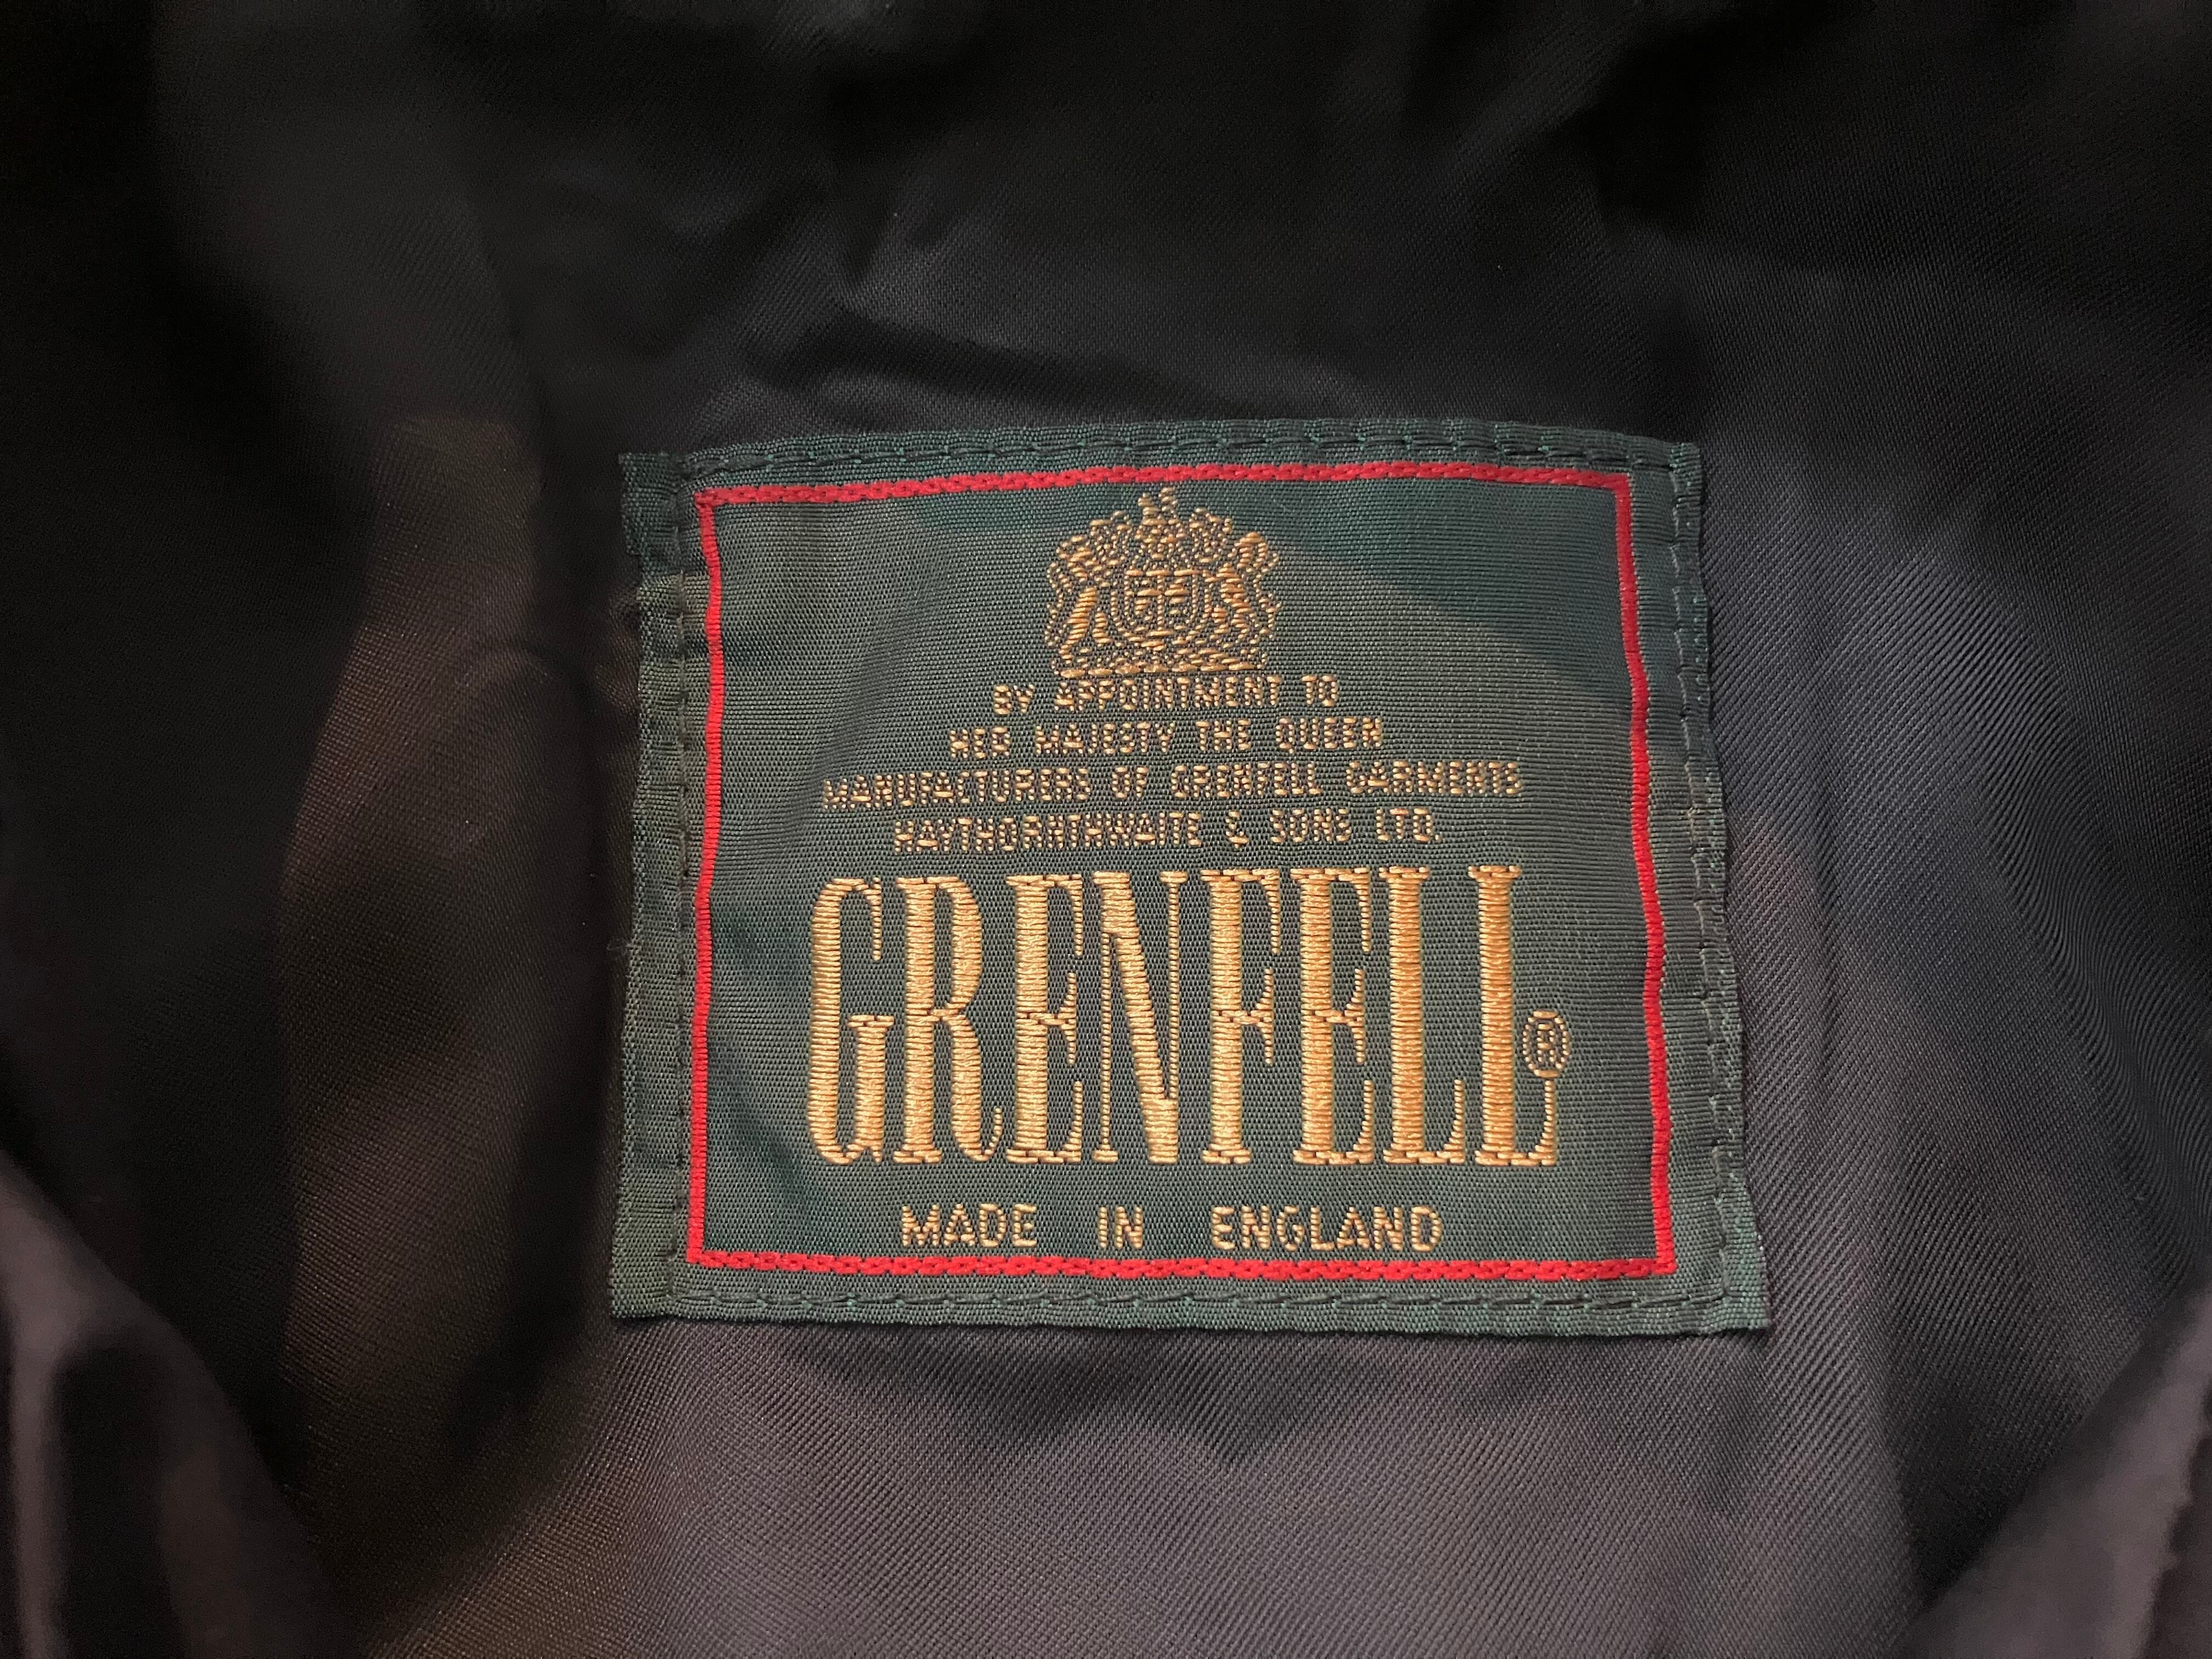 BY APPOINTMENT TO
HER MAJESTY THE QUEEN
MANUFACTURERS OF GRENFELL GARMENTS
HAYTHORNTHWAITE & SONS LTD.
GRENFELL®
MADE IN ENGLAND